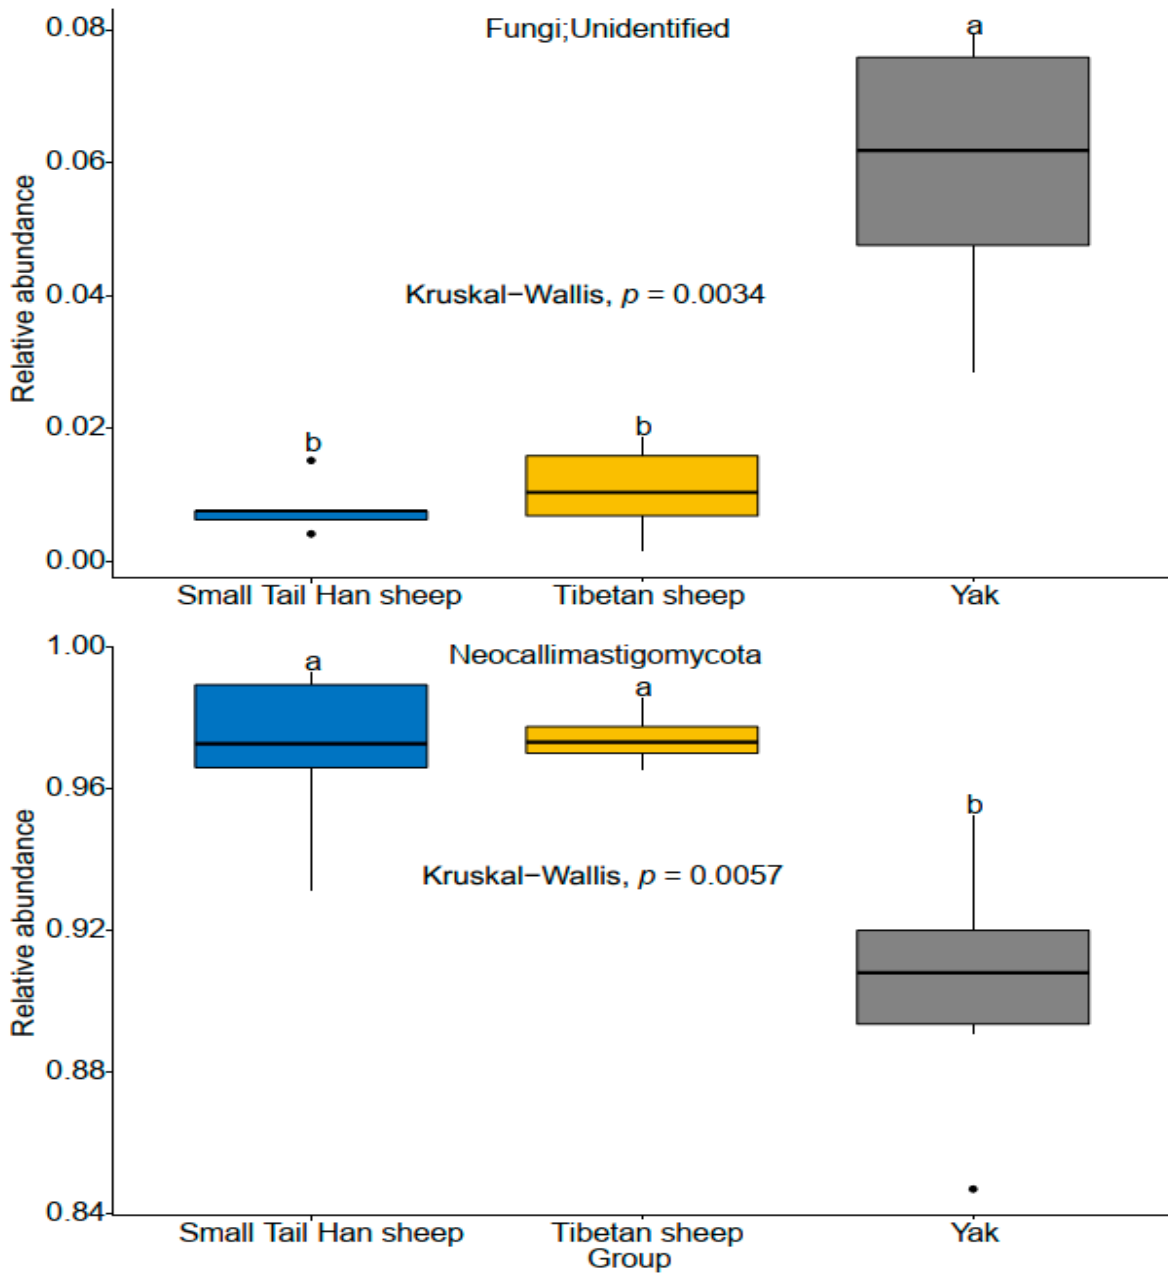 Fungi;Unidentified
a
0.08
0.06
0.04
0.02
0.00
Relative abundance
Kruskal−Wallis, p = 0.0034
b
b
Small Tail Han sheep
Tibetan sheep
Yak
1.00
0.96
0.92
0.88
0.84
Relative abundance
Neocallimastigomycota
a
a
b
Kruskal−Wallis, p = 0.0057
Small Tail Han sheep
Tibetan sheep
Yak
Group